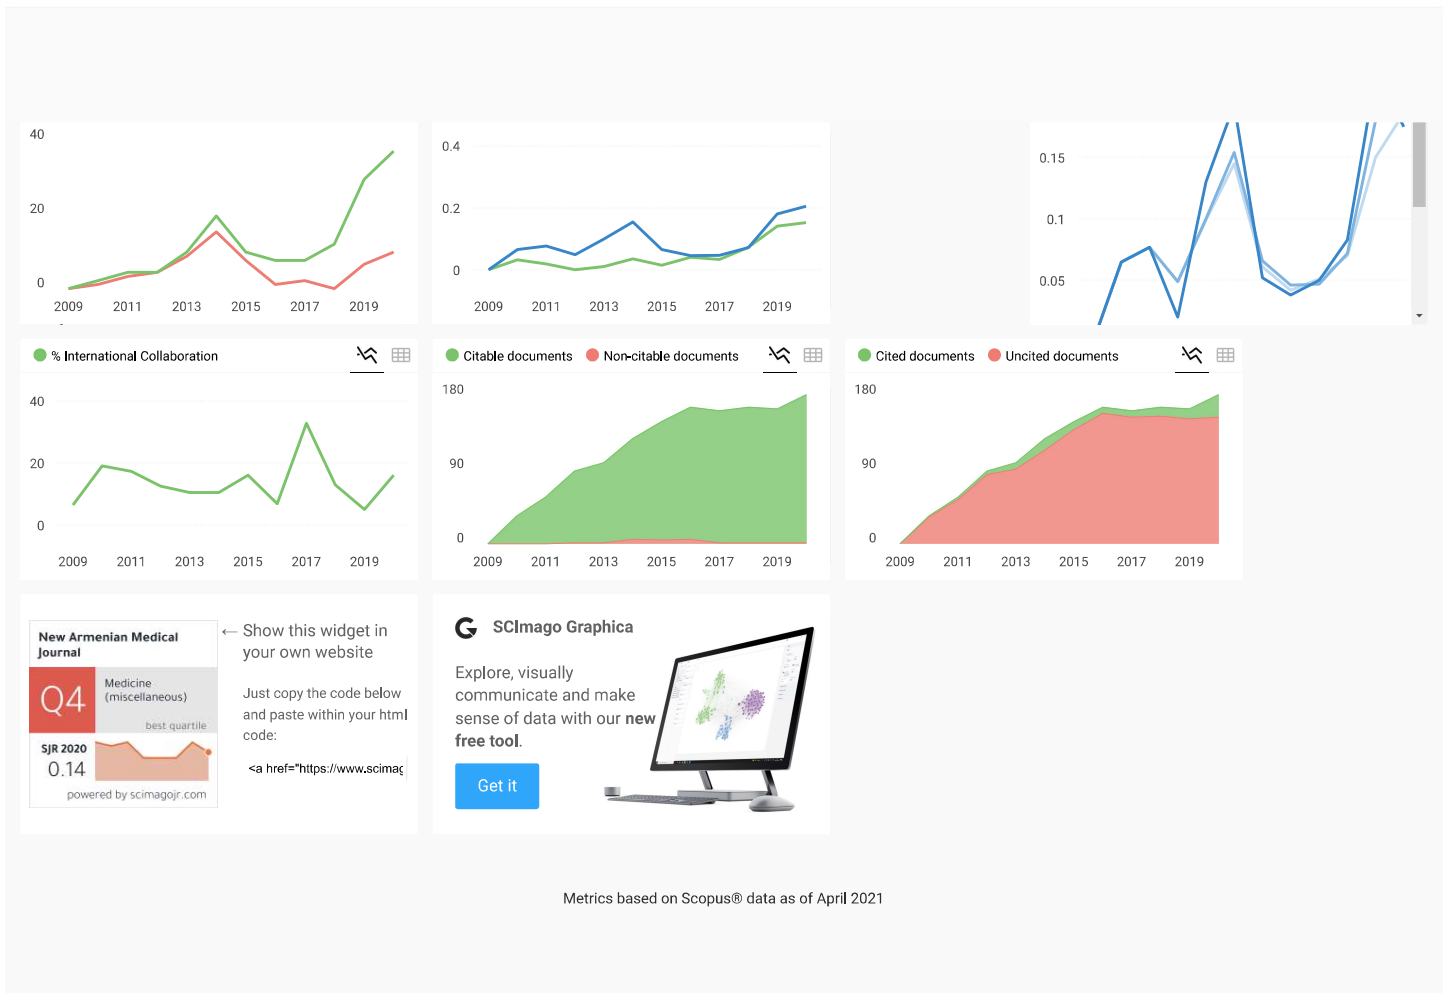 40
20
0
2009 2011 2013 2015 2017 2019
0.4
0.2
0
2009 2011 2013 2015 2017 2019
0.15
0.1
0.05
% International Collaboration
40
20
0
2009 2011 2013 2015 2017 2019
Citable documents Non-citable documents
180
90
0
2009 2011 2013 2015 2017 2019
Cited documents Uncited documents
180
90
0
2009 2011 2013 2015 2017 2019
New Armenian Medical
Journal
Q4
Medicine
(miscellaneous)
best quartile
SJR 2020
0.14
powered by scimagojr.com
← Show this widget in
your own website
Just copy the code below
and paste within your html
code:
<a href="https://www.scimag
SCImago Graphica
Explore, visually
communicate and make
sense of data with our new
free tool.
Get it
Metrics based on Scopus® data as of April 2021